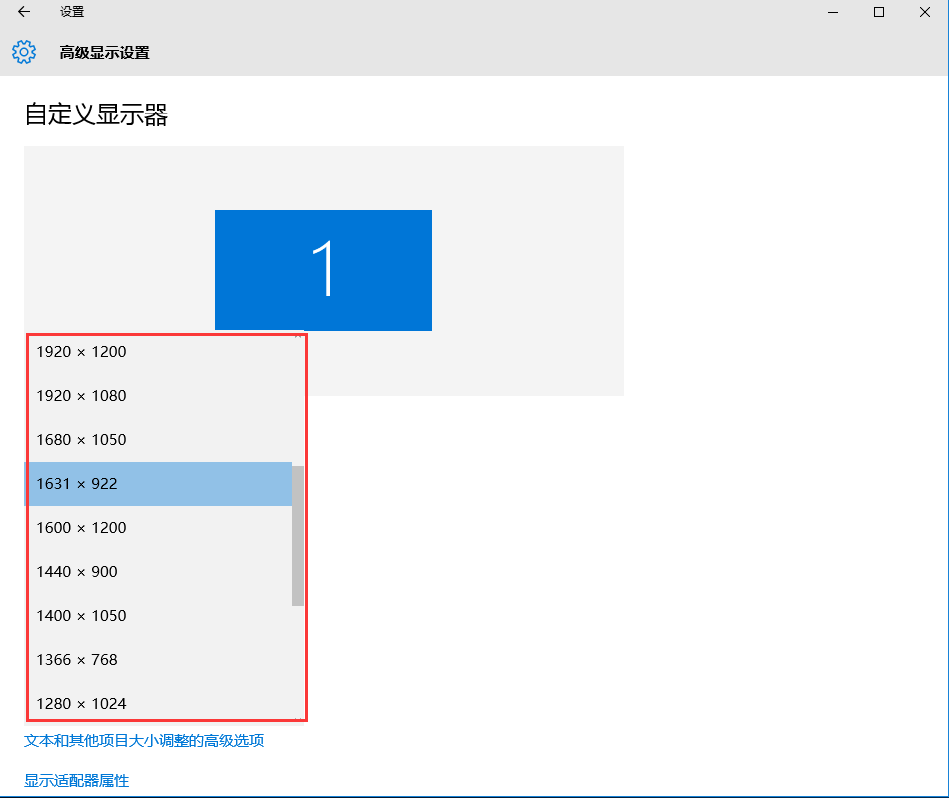 设置
高级显示设置
自定义显示器
1
1920 × 1200
1920 × 1080
1680 × 1050
1631 × 922
1600 × 1200
1440 × 900
1400 × 1050
1366 × 768
1280 × 1024
文本和其他项目大小调整的高级选项
显示适配器属性